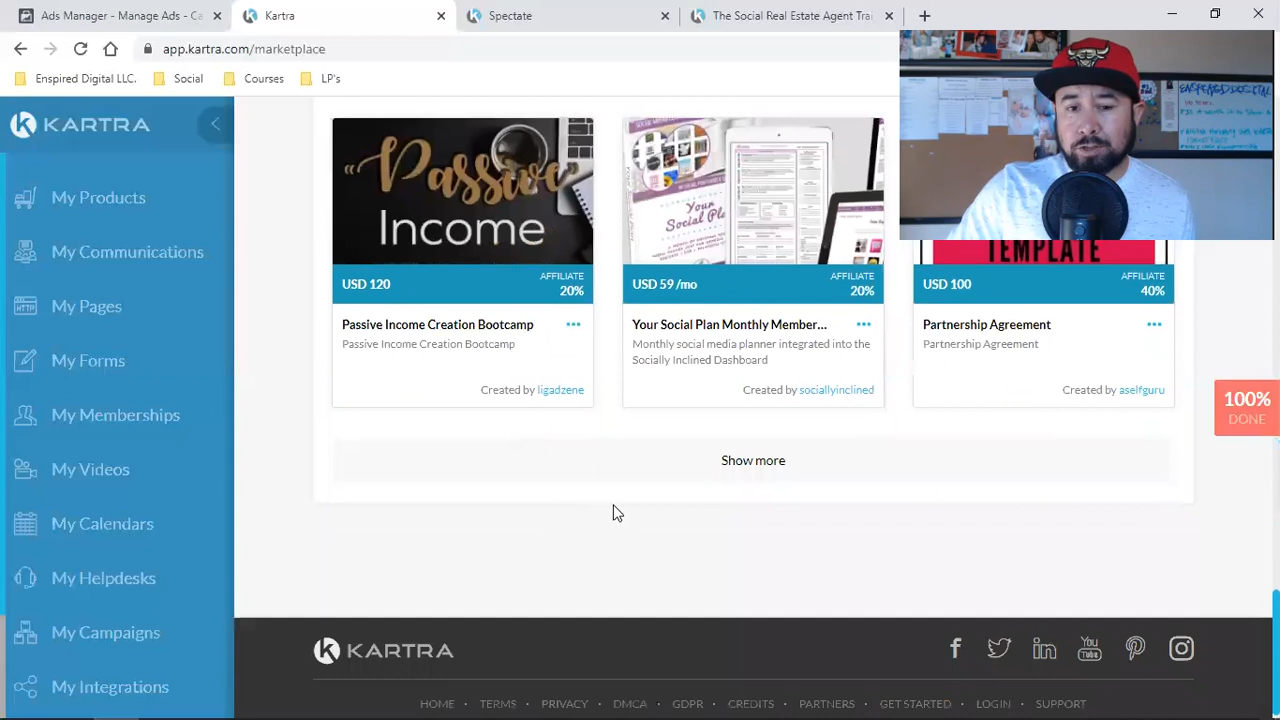 Ads Manager - Manage Ads - Ca
Kartra
Spectate
The Social Real Estate Agent Trai
app.kartra.com/marketplace
Enspired Digital LLC.
Social
Courses
LP's
KARTRA
My Products
My Communications
My Pages
My Forms
My Memberships
My Videos
My Calendars
My Helpdesks
My Campaigns
My Integrations
Passive
Income
USD 120
AFFILIATE
20%
Passive Income Creation Bootcamp
Passive Income Creation Bootcamp
Created by ligadzene
Your
Social Pla
USD 59 /mo
AFFILIATE
20%
Your Social Plan Monthly Member...
Monthly social media planner integrated into the
Socially Inclined Dashboard
Created by sociallyinclined
TEMPLATE
USD 100
AFFILIATE
40%
Partnership Agreement
Partnership Agreement
Created by aselfguru
100%
DONE
Show more
KARTRA
You
Tube
HOME • TERMS • PRIVACY • DMCA • GDPR • CREDITS • PARTNERS • GET STARTED • LOGIN • SUPPORT